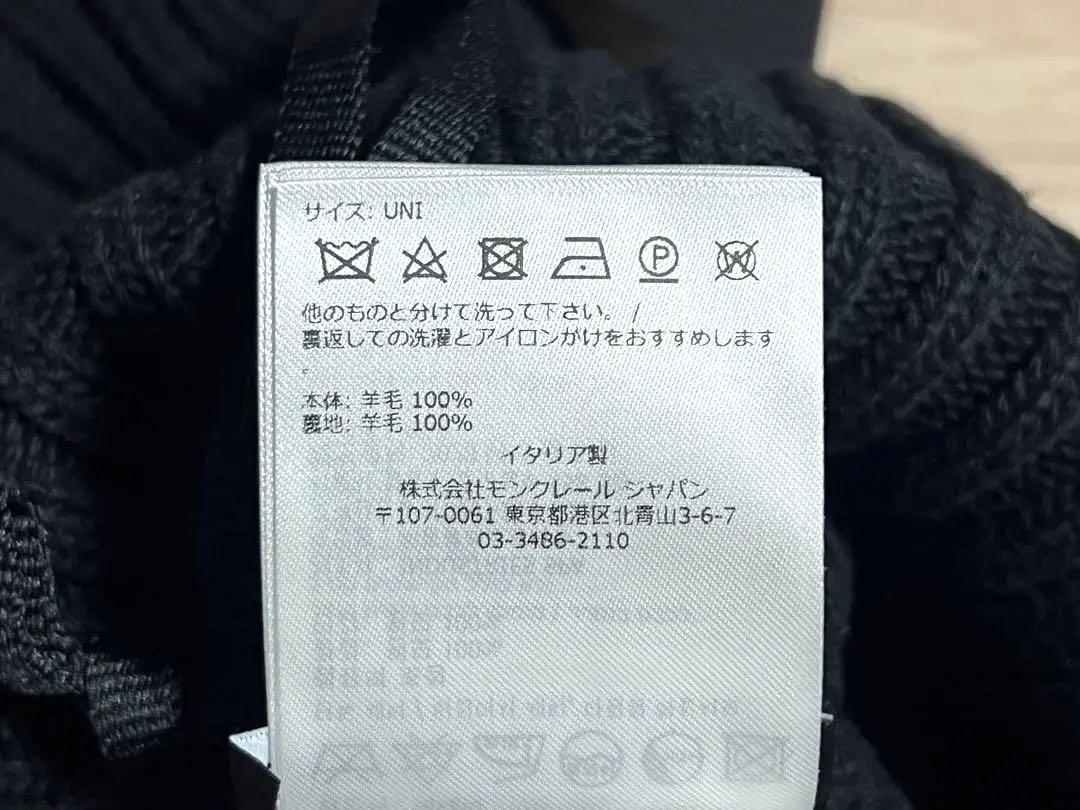 サイズ: UNI
P
W
他のものと分けて洗って下さい。 /
裏返しての洗濯とアイロンがけをおすすめします
。
本体: 羊毛 100%
裏地: 羊毛 100%
イタリア製
株式会社モンクレール ジャパン
〒107-0061 東京都港区北青山3-6-7
03-3486-2110